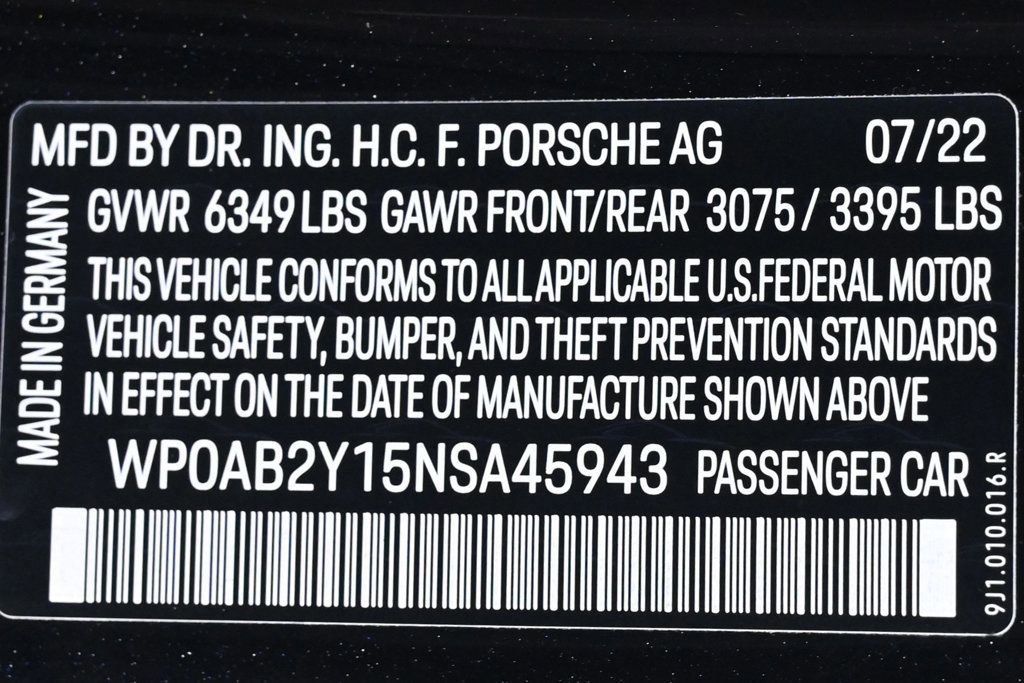 MFD BY DR. ING. H.C. F. PORSCHE AG 07/22
GVWR 6349 LBS GAWR FRONT/REAR 3075 / 3395 LBS
THIS VEHICLE CONFORMS TO ALL APPLICABLE U.S.FEDERAL MOTOR
VEHICLE SAFETY, BUMPER, AND THEFT PREVENTION STANDARDS
IN EFFECT ON THE DATE OF MANUFACTURE SHOWN ABOVE
WP0AB2Y15NSA45943 PASSENGER CAR
MADE IN GERMANY
9J1.010.016.R